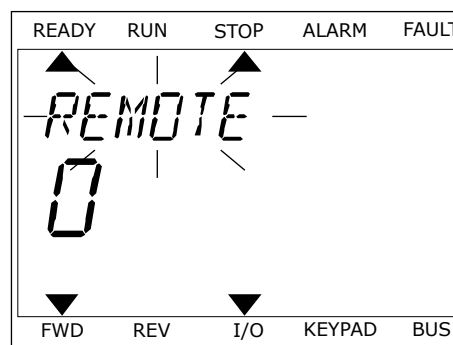 READY RUN STOP ALARM FAULT
REMOTE
0
FWD REV I/O KEYPAD BUS